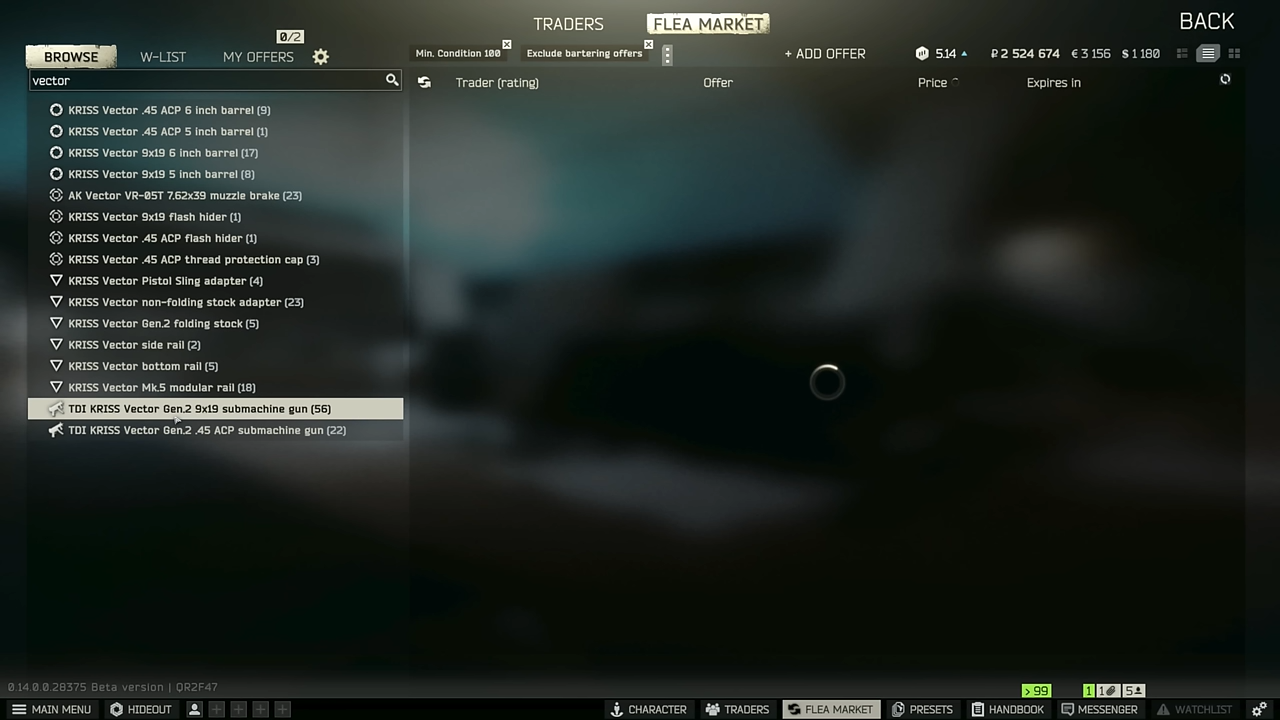 TRADERS
FLEA MARKET
BACK
0/2
BROWSE
W-LIST
MY OFFERS
Min. Condition 100
Exclude bartering offers
+ ADD OFFER
5.14
₽ 2 524 674
€ 3 156
$ 1 180
vector
Trader (rating)
Offer
Price
Expires in
KRISS Vector .45 ACP 6 inch barrel (9)
KRISS Vector .45 ACP 5 inch barrel (1)
KRISS Vector 9x19 6 inch barrel (17)
KRISS Vector 9x19 5 inch barrel (8)
AK Vector VR-05T 7.62x39 muzzle brake (23)
KRISS Vector 9x19 flash hider (1)
KRISS Vector .45 ACP flash hider (1)
KRISS Vector .45 ACP thread protection cap (3)
KRISS Vector Pistol Sling adapter (4)
KRISS Vector non-folding stock adapter (23)
KRISS Vector Gen.2 folding stock (5)
KRISS Vector side rail (2)
KRISS Vector bottom rail (5)
KRISS Vector Mk.5 modular rail (18)
TDI KRISS Vector Gen.2 9x19 submachine gun (56)
TDI KRISS Vector Gen.2 .45 ACP submachine gun (22)
0.14.0.0.28375 Beta version | QR2F47
> 99
1
1
5
MAIN MENU
HIDEOUT
CHARACTER
TRADERS
FLEA MARKET
PRESETS
HANDBOOK
MESSENGER
WATCHLIST